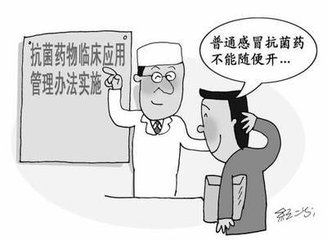 抗菌药物临床应用
管理办法实施
普通感冒抗菌药
不能随便开…